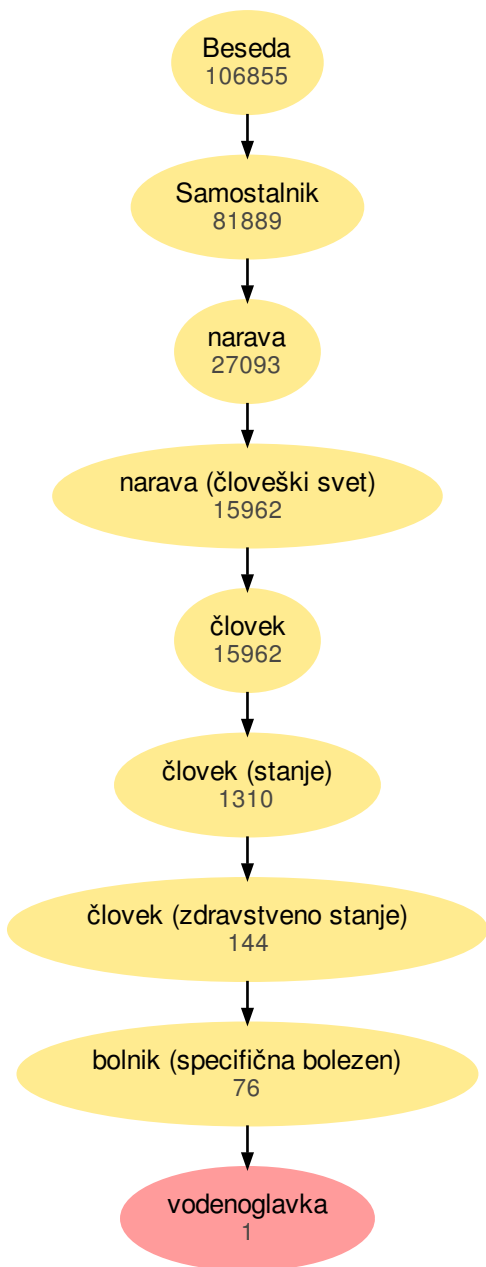 Beseda
106855
Samostalnik
81889
narava
27093
narava (človeški svet)
15962
človek
15962
človek (stanje)
1310
človek (zdravstveno stanje)
144
bolnik (specifična bolezen)
76
vodenoglavka
1